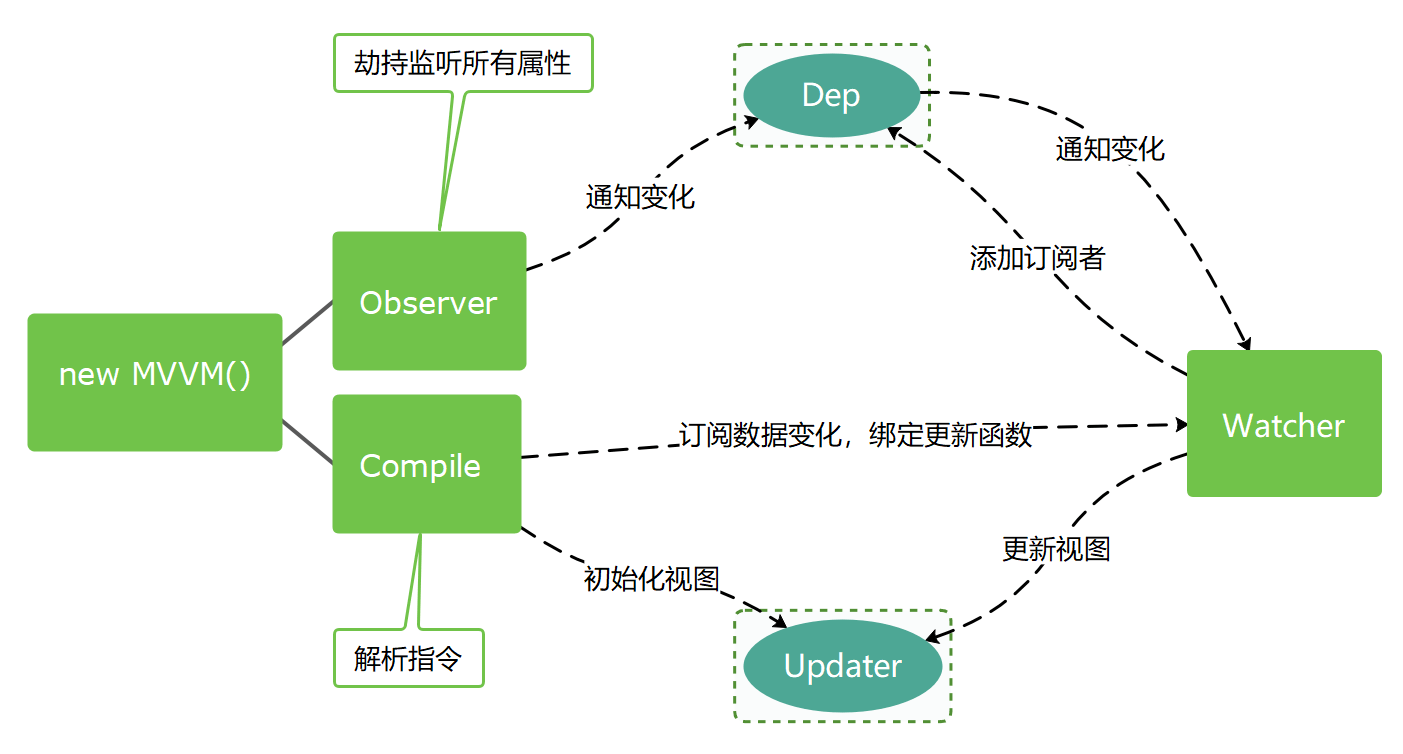 劫持监听所有属性
Dep
通知变化
通知变化
添加订阅者
Observer
new MVVM()
Watcher
订阅数据变化，绑定更新函数
Compile
更新视图
初始化视图
解析指令
Updater